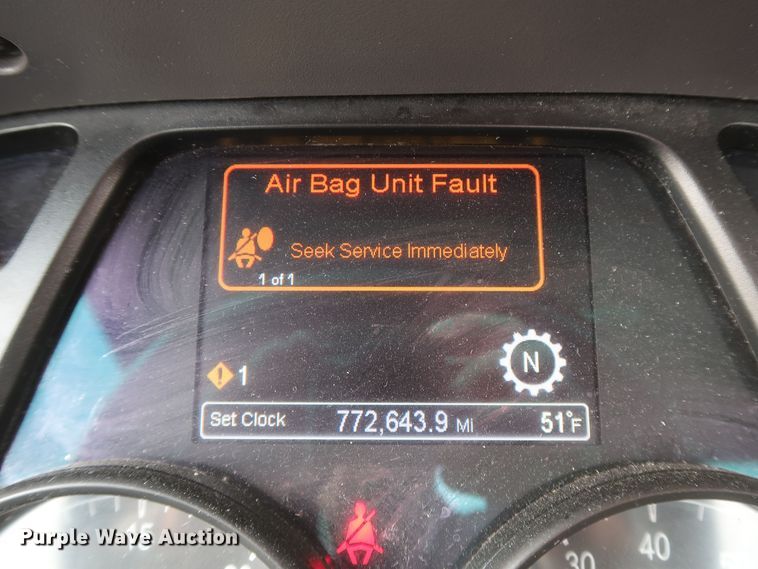 Air Bag Unit Fault
Seek Service Immediately
1 of 1
1
N
Set Clock 772,643.9 Mi 51°F
15
30
40
Purple Wave Auction